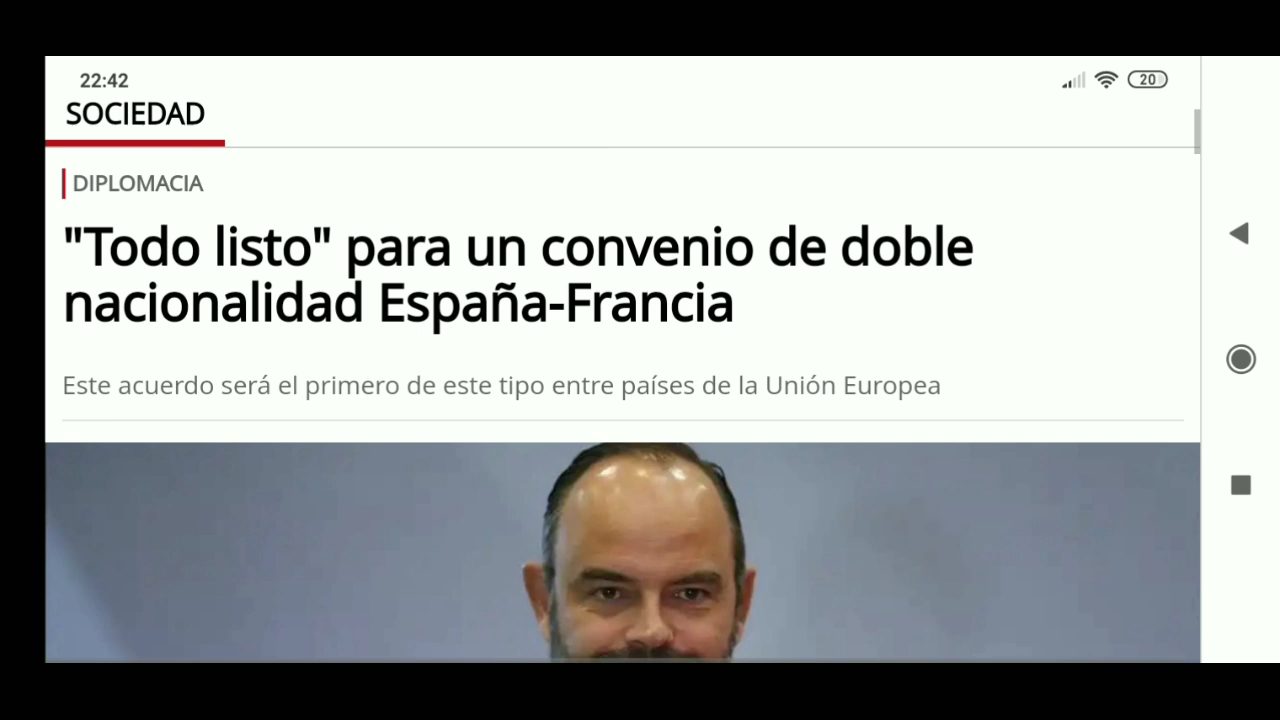 22:42
20
SOCIEDAD
DIPLOMACIA
"Todo listo" para un convenio de doble
nacionalidad España-Francia
Este acuerdo será el primero de este tipo entre países de la Unión Europea